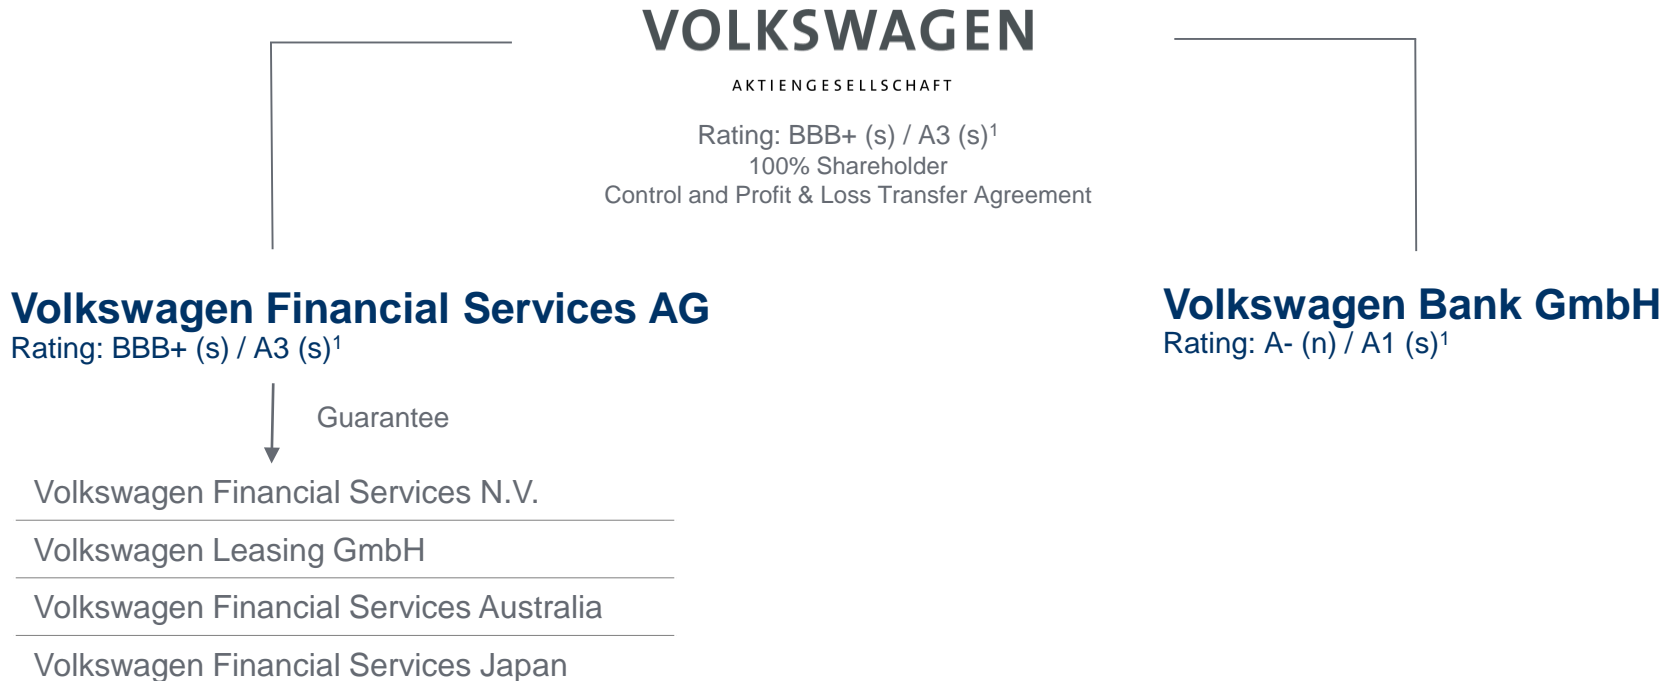 VOLKSWAGEN
AKTIENGESELLSCHAFT
Rating: BBB+ (s) / A3 (s)¹
100% Shareholder
Control and Profit & Loss Transfer Agreement
Volkswagen Financial Services AG
Rating: BBB+ (s) / A3 (s)¹
Guarantee
Volkswagen Financial Services N.V.
Volkswagen Leasing GmbH
Volkswagen Financial Services Australia
Volkswagen Financial Services Japan
Volkswagen Bank GmbH
Rating: A- (n) / A1 (s)¹